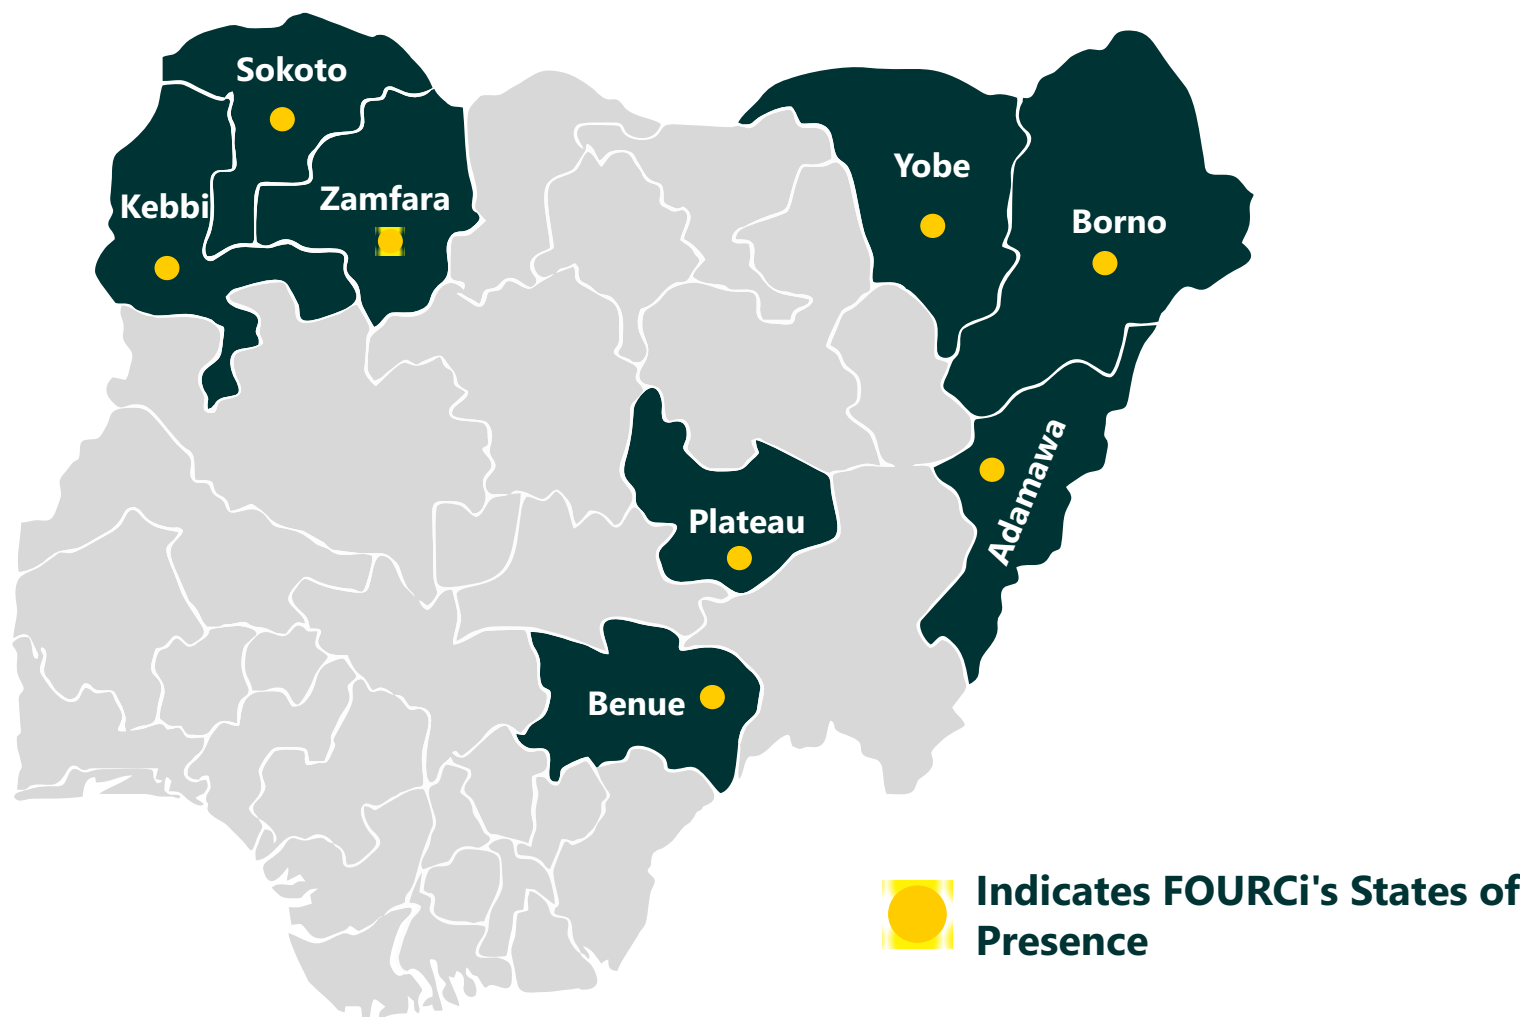 Sokoto
Yobe
Zamfara
Kebbi
Borno
Adamawa
Plateau
Benue
Indicates FOURCi's States of
Presence